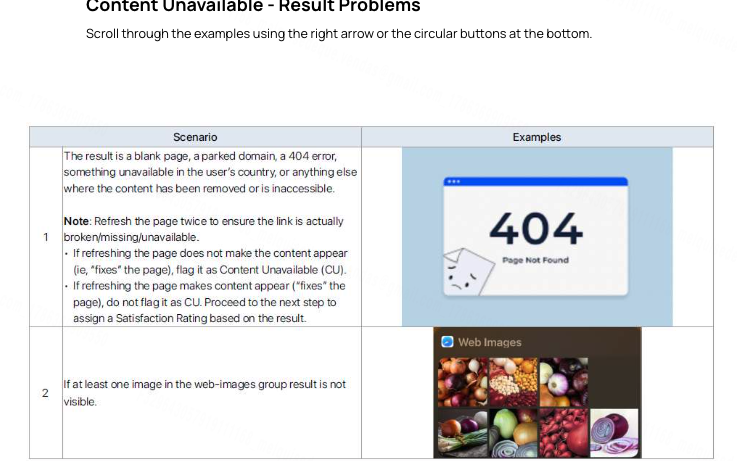 Content Unavailable - Result Problems
Scroll through the examples using the right arrow or the circular buttons at the bottom.
Scenario
Examples
1
The result is a blank page, a parked domain, a 404 error,
something unavailable in the user's country, or anything else
where the content has been removed or is inaccessible.
Note: Refresh the page twice to ensure the link is actually
broken/missing/unavailable.
• If refreshing the page does not make the content appear
(ie, "fixes" the page), flag it as Content Unavailable (CU).
• If refreshing the page makes content appear ("fixes" the
page), do not flag it as CU. Proceed to the next step to
assign a Satisfaction Rating based on the result.
404
Page Not Found
2
If at least one image in the web-images group result is not
visible.
Web Images